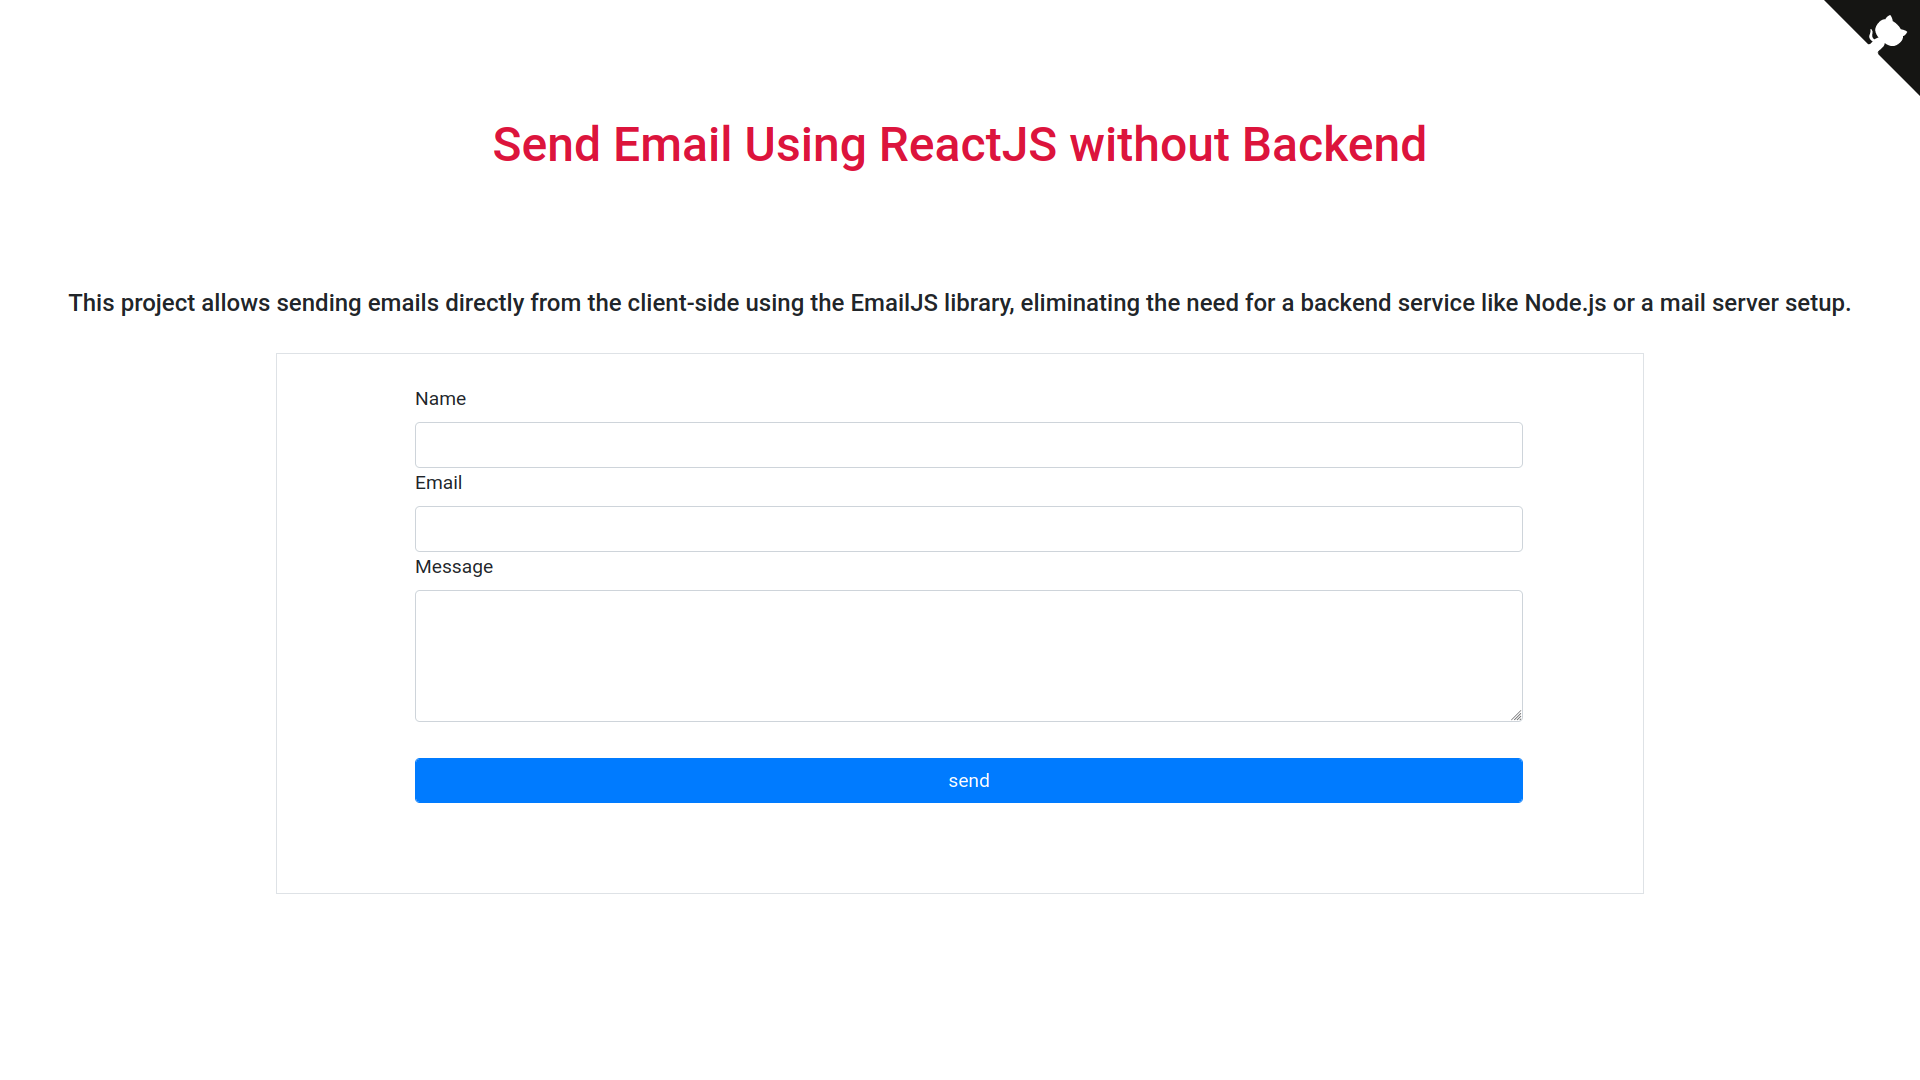 Send Email Using ReactJS without Backend
This project allows sending emails directly from the client-side using the EmailJS library, eliminating the need for a backend service like Node.js or a mail server setup.
Name
Email
Message
send